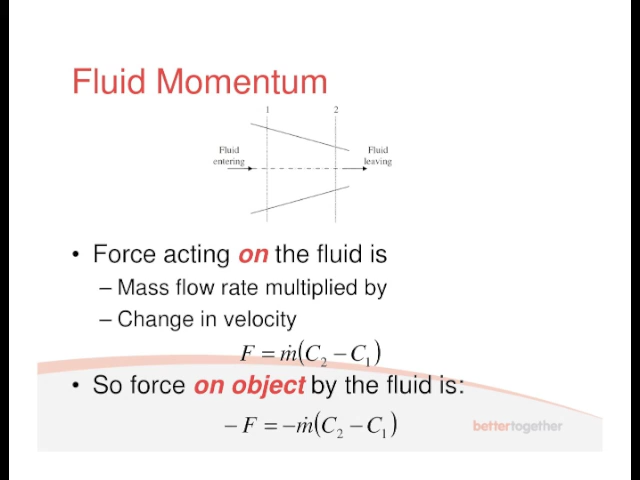 Fluid Momentum
1 2
Fluid entering
Fluid leaving
• Force acting on the fluid is
– Mass flow rate multiplied by
– Change in velocity
F = ṁ(C₂ – C₁)
• So force on object by the fluid is:
– F = –ṁ(C₂ – C₁)
bettertogether